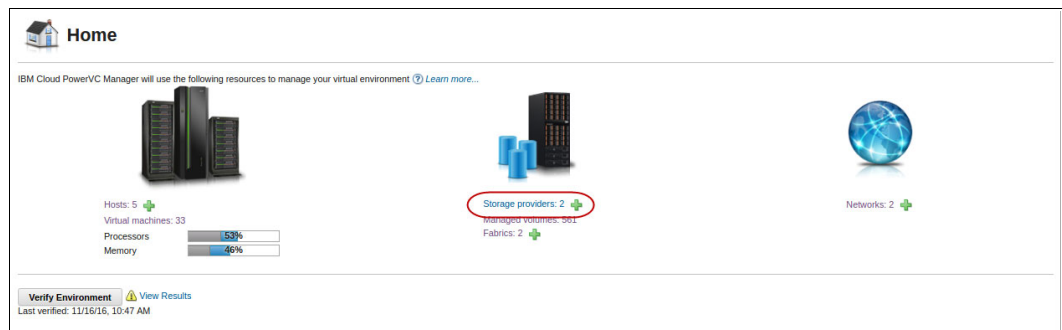 Home
IBM Cloud PowerVC Manager will use the following resources to manage your virtual environment ? Learn more...
Hosts: 5
Virtual machines: 33
Processors 53%
Memory 46%
Storage providers: 2
Managed volumes: 561
Fabrics: 2
Networks: 2
Verify Environment View Results
Last verified: 11/16/16, 10:47 AM